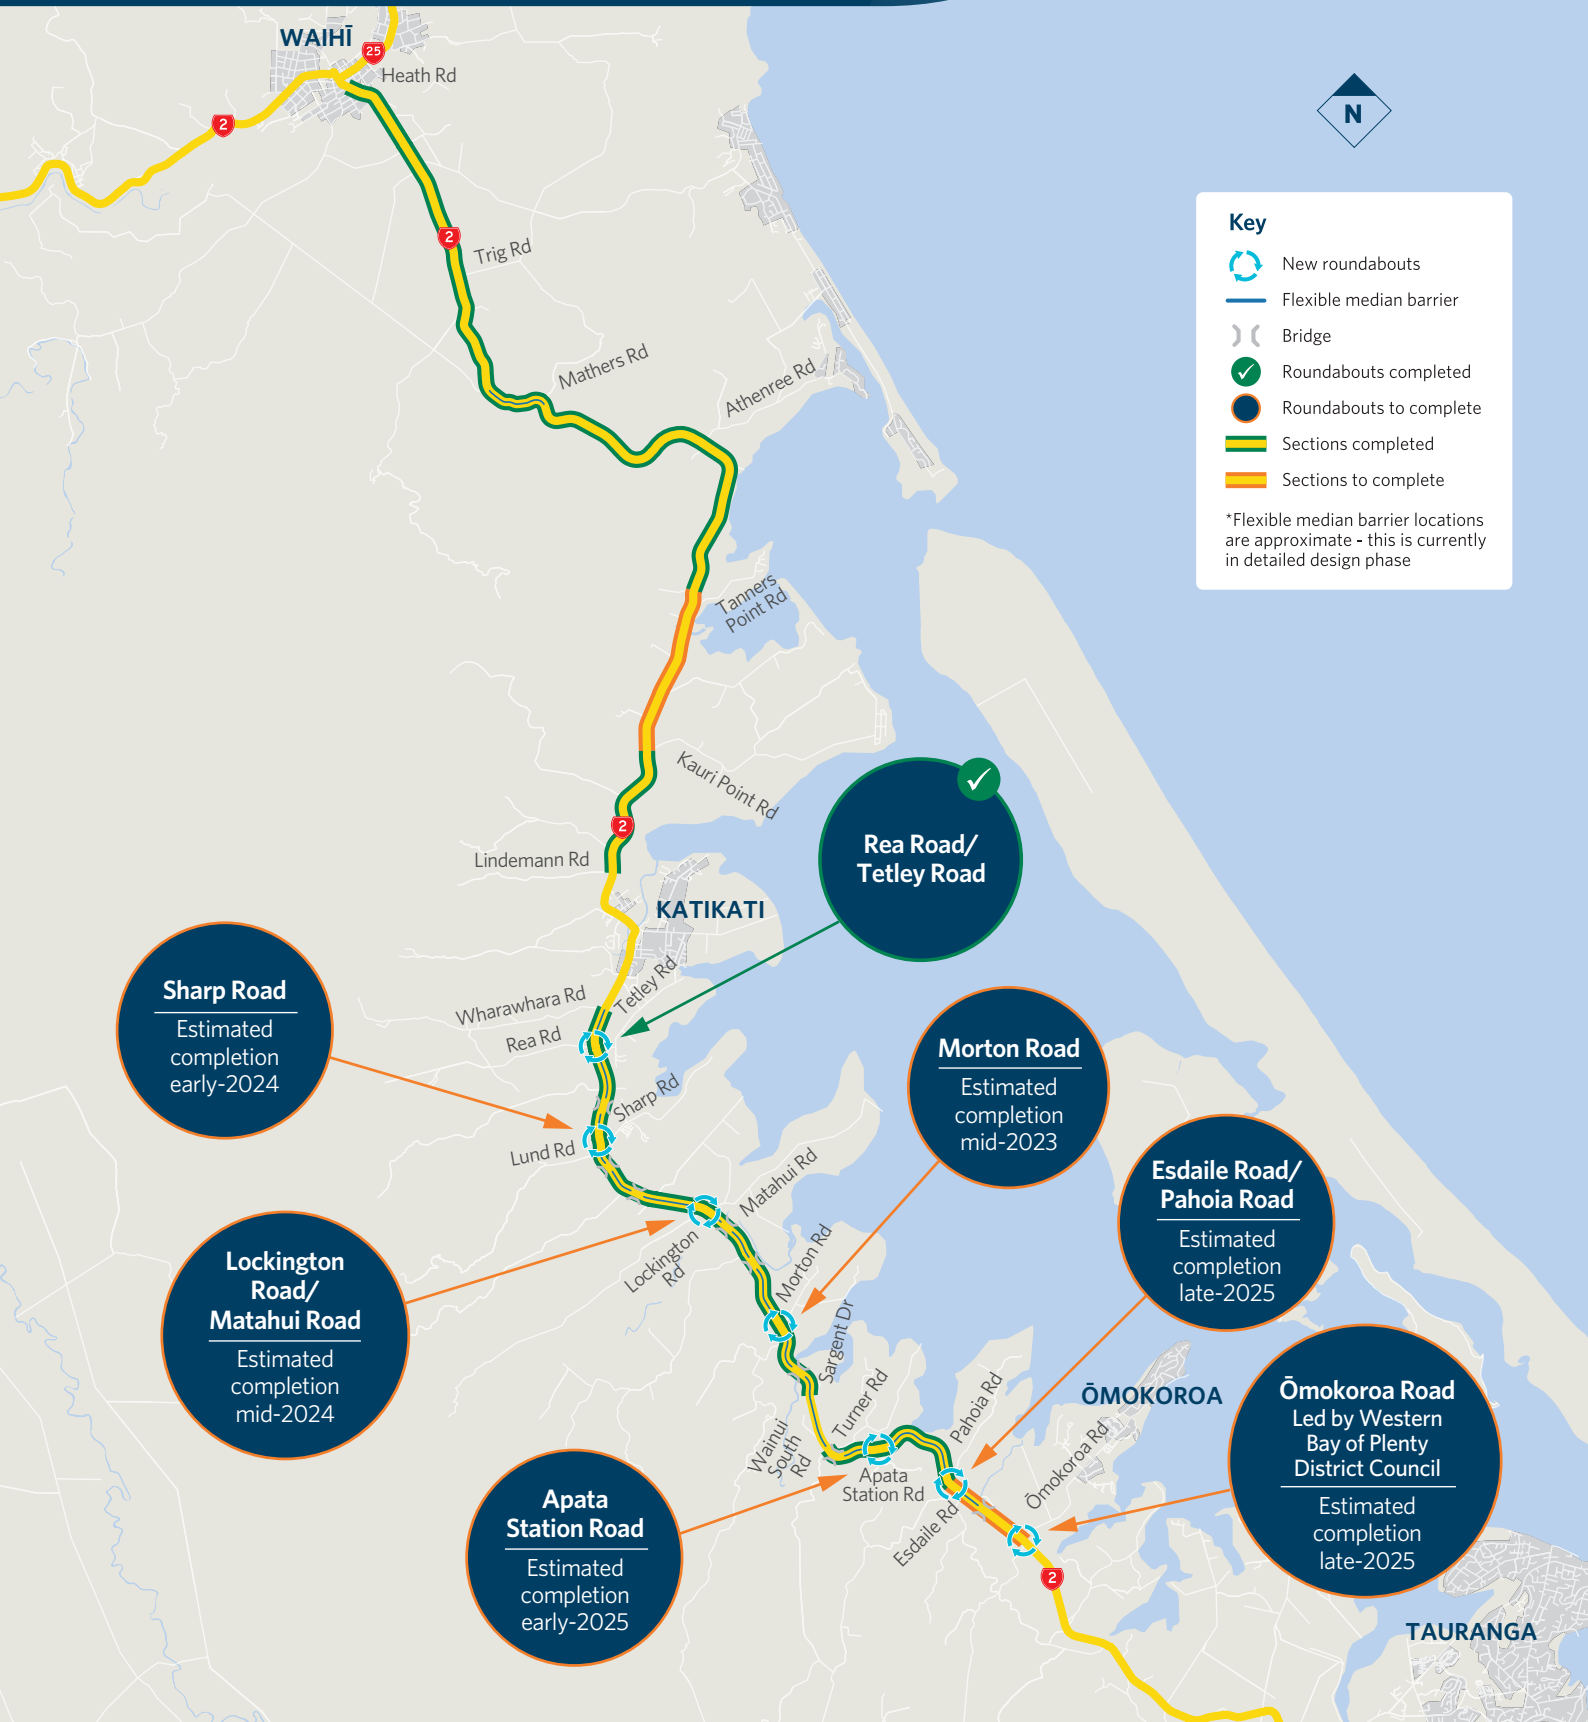 WAIHĪ
25
Heath Rd
2
N
2
Trig Rd
Mathers Rd
Athenree Rd
Key
New roundabouts
Flexible median barrier
Bridge
Roundabouts completed
Roundabouts to complete
Sections completed
Sections to complete
*Flexible median barrier locations
are approximate - this is currently
in detailed design phase
Tanners
Point Rd
Kauri Point Rd
2
Lindemann Rd
KATIKATI
Rea Road/
Tetley Road
Tetley Rd
Wharawhara Rd
Rea Rd
Sharp Road
Estimated
completion
early-2024
Sharp Rd
Lund Rd
Morton Road
Estimated
completion
mid-2023
Matahui Rd
Lockington
Rd
Morton Rd
Esdaile Road/
Pahoia Road
Estimated
completion
late-2025
Lockington
Road/
Matahui Road
Estimated
completion
mid-2024
Sargent Dr
Turner Rd
Wainui
South
Rd
Pahoia Rd
ŌMOKOROA
Ōmokoroa Rd
Apata
Station Rd
Esdaile Rd
Ōmokoroa Road
Led by Western
Bay of Plenty
District Council
Estimated
completion
late-2025
Apata
Station Road
Estimated
completion
early-2025
2
TAURANGA